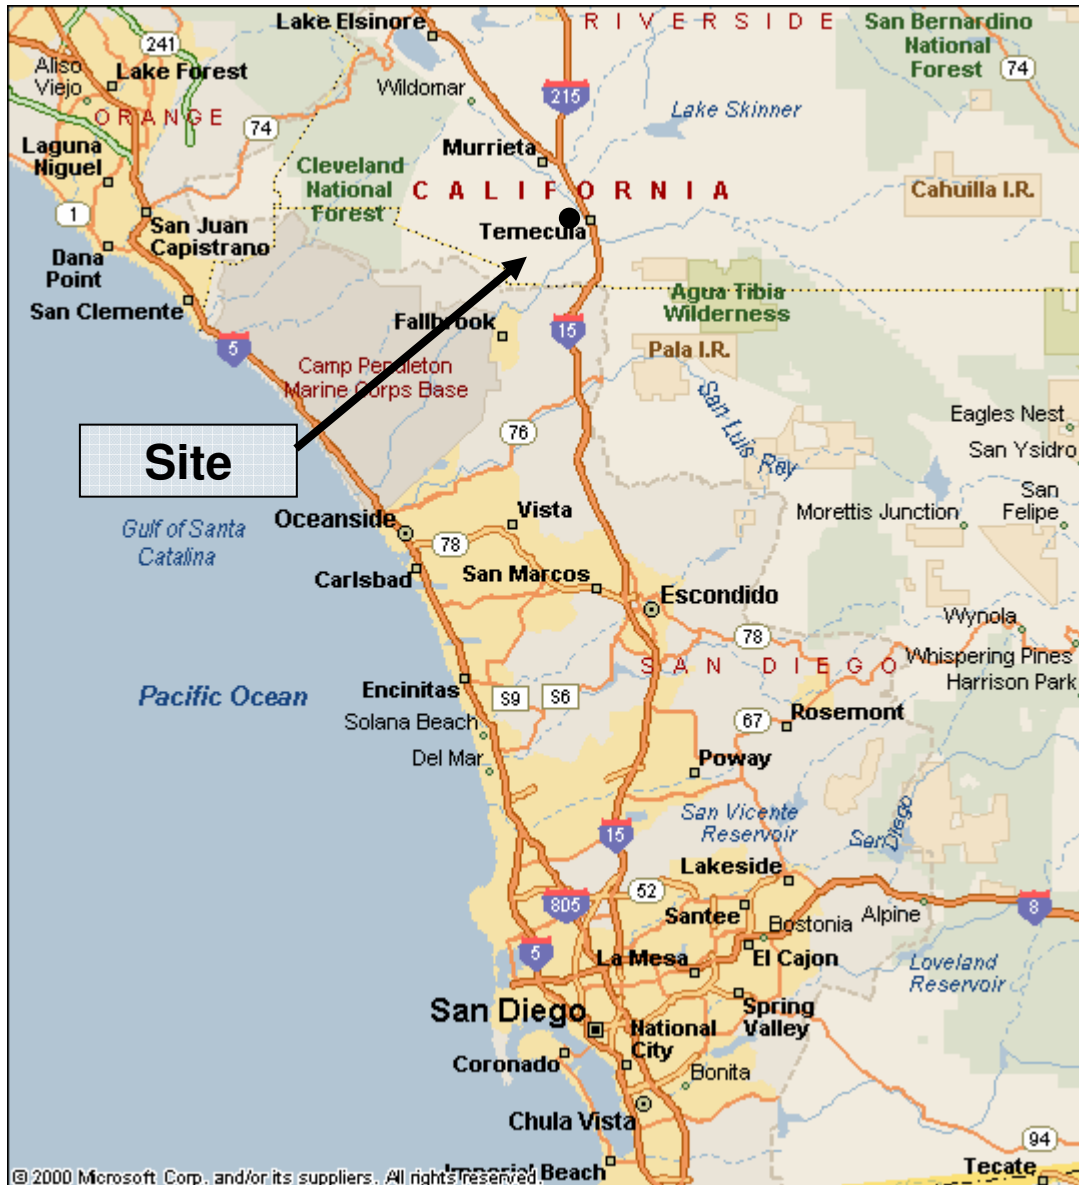 Lake Elsinore
RIVERSIDE
San Bernardino
National
Forest
74
241
Aliso
Viejo
Lake Forest
Wildomar
215
Lake Skinner
ORANGE
74
Laguna
Niguel
Murrieta
Cleveland
National
Forest
CALIFORNIA
Cahuilla I.R.
1
San Juan
Capistrano
Temecula
Dana
Point
San Clemente
Agua Tibia
Wilderness
Fallbrook
15
5
Pala I.R.
Camp Pendleton
Marine Corps Base
San Luis Rey
Eagles Nest
76
San Ysidro
Site
San
Felipe
Morettis Junction
Gulf of Santa
Catalina
Oceanside
Vista
78
Carlsbad
San Marcos
Escondido
Wynola
78
SAN DIEGO
Whispering Pines
Harrison Park
Pacific Ocean
Encinitas
S9
S6
Solana Beach
67
Rosemont
Del Mar
Poway
San Vicente
Reservoir
San Diego
15
Lakeside
52
805
Santee
Alpine
8
Bostonia
5
La Mesa
El Cajon
Loveland
Reservoir
San Diego
Spring
Valley
National
City
Coronado
Bonita
Chula Vista
94
Imperial Beach
Tecate
© 2000 Microsoft Corp. and/or its suppliers. All rights reserved.